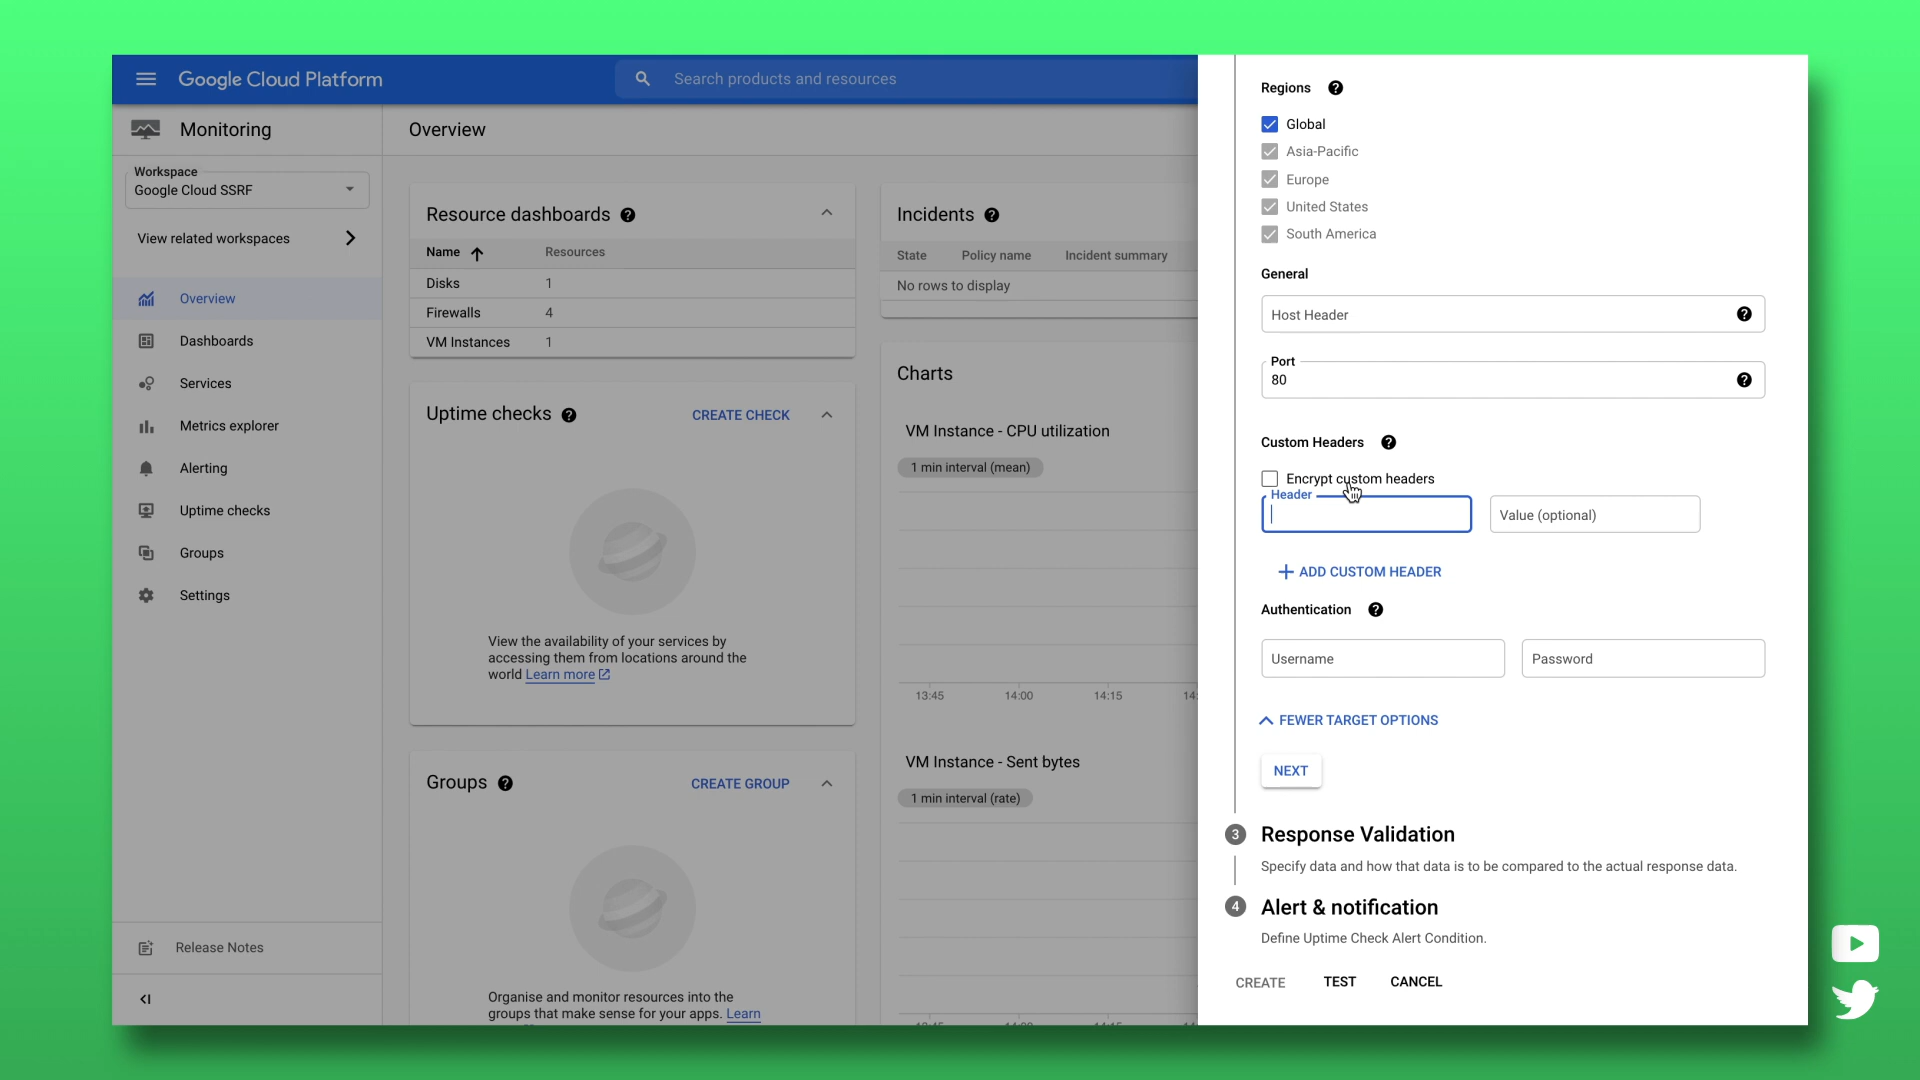 Google Cloud Platform
Search products and resources
Monitoring
Overview
Workspace
Google Cloud SSRF
View related workspaces
Overview
Dashboards
Services
Metrics explorer
Alerting
Uptime checks
Groups
Settings
Release Notes
Resource dashboards
Name Resources
Disks 1
Firewalls 4
VM Instances 1
Uptime checks CREATE CHECK
View the availability of your services by
accessing them from locations around the
world Learn more
Groups CREATE GROUP
Organise and monitor resources into the
groups that make sense for your apps. Learn
Incidents
State Policy name Incident summary
No rows to display
Charts
VM Instance - CPU utilization
1 min interval (mean)
13:45 14:00 14:15 14:
VM Instance - Sent bytes
1 min interval (rate)
Regions
Global
Asia-Pacific
Europe
United States
South America
General
Host Header
Port
80
Custom Headers
Encrypt custom headers
Header
Value (optional)
ADD CUSTOM HEADER
Authentication
Username Password
FEWER TARGET OPTIONS
NEXT
3 Response Validation
Specify data and how that data is to be compared to the actual response data.
4 Alert & notification
Define Uptime Check Alert Condition.
CREATE TEST CANCEL